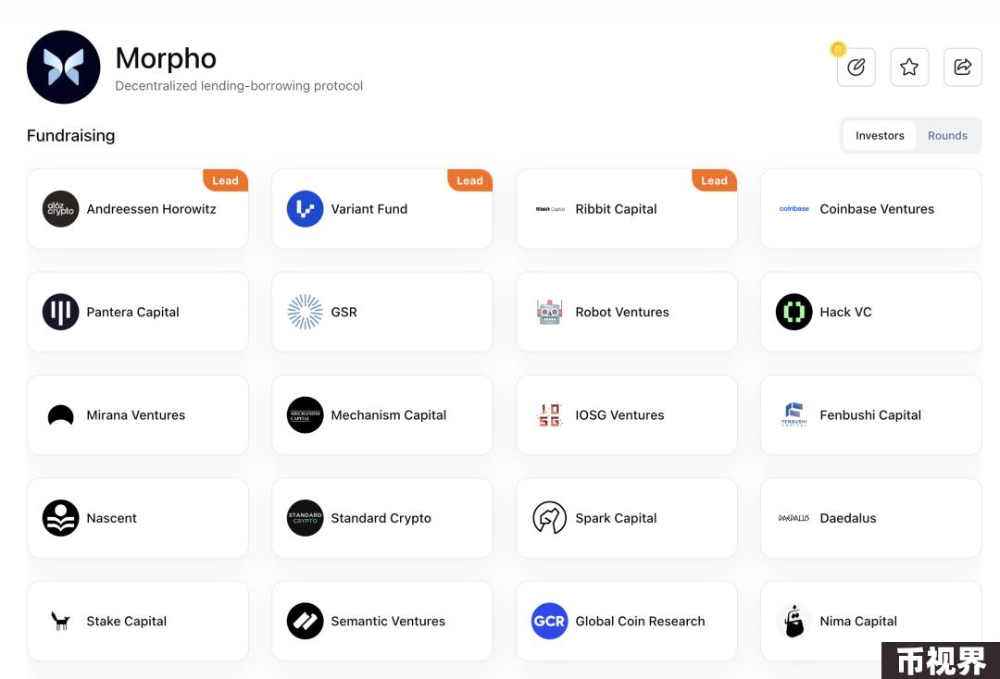 Morpho
Decentralized lending-borrowing protocol
R
Fundraising
Investors
Rounds
Lead
Lead
Lead
a16z
crypto
Andreessen Horowitz
Variant Fund
Ribbit Capital
Ribbit Capital
coinbase
Coinbase Ventures
Pantera Capital
GSR
Robot Ventures
Hack VC
Mirana Ventures
MECHANISM
CAPITAL
Mechanism Capital
IOSG
IOSG Ventures
FENBUSHI
CAPITAL
Fenbushi Capital
Nascent
STANDARD
CRYPTO
Standard Crypto
Spark Capital
DAEDALUS
Daedalus
Stake Capital
Semantic Ventures
GCR
Global Coin Research
Nima Capital
币视界